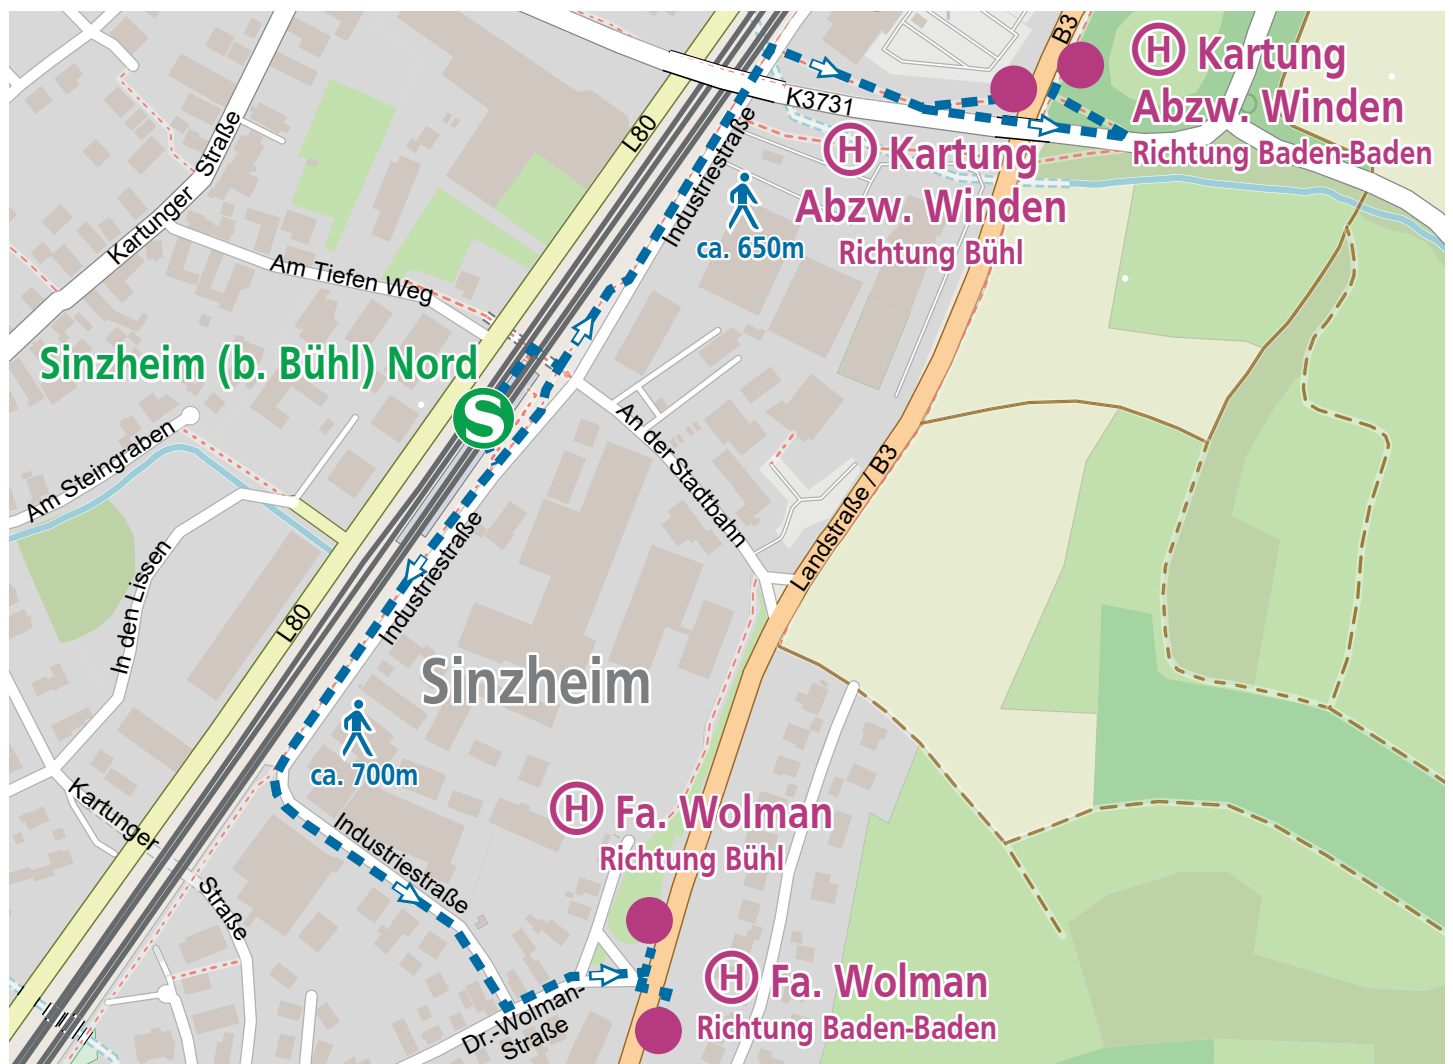 B3
H Kartung
Abzw. Winden
Richtung Baden-Baden
K3731
L80
Industriestraße
H Kartung
Abzw. Winden
Richtung Bühl
ca. 650m
Kartunger Straße
Am Tiefen Weg
Sinzheim (b. Bühl) Nord
S
An der Stadtbahn
Am Steingraben
Landstraße / B3
Industriestraße
In den Lissen
L80
Sinzheim
ca. 700m
Kartunger
Straße
Industriestraße
H Fa. Wolman
Richtung Bühl
H Fa. Wolman
Richtung Baden-Baden
Dr.-Wolman-
Straße